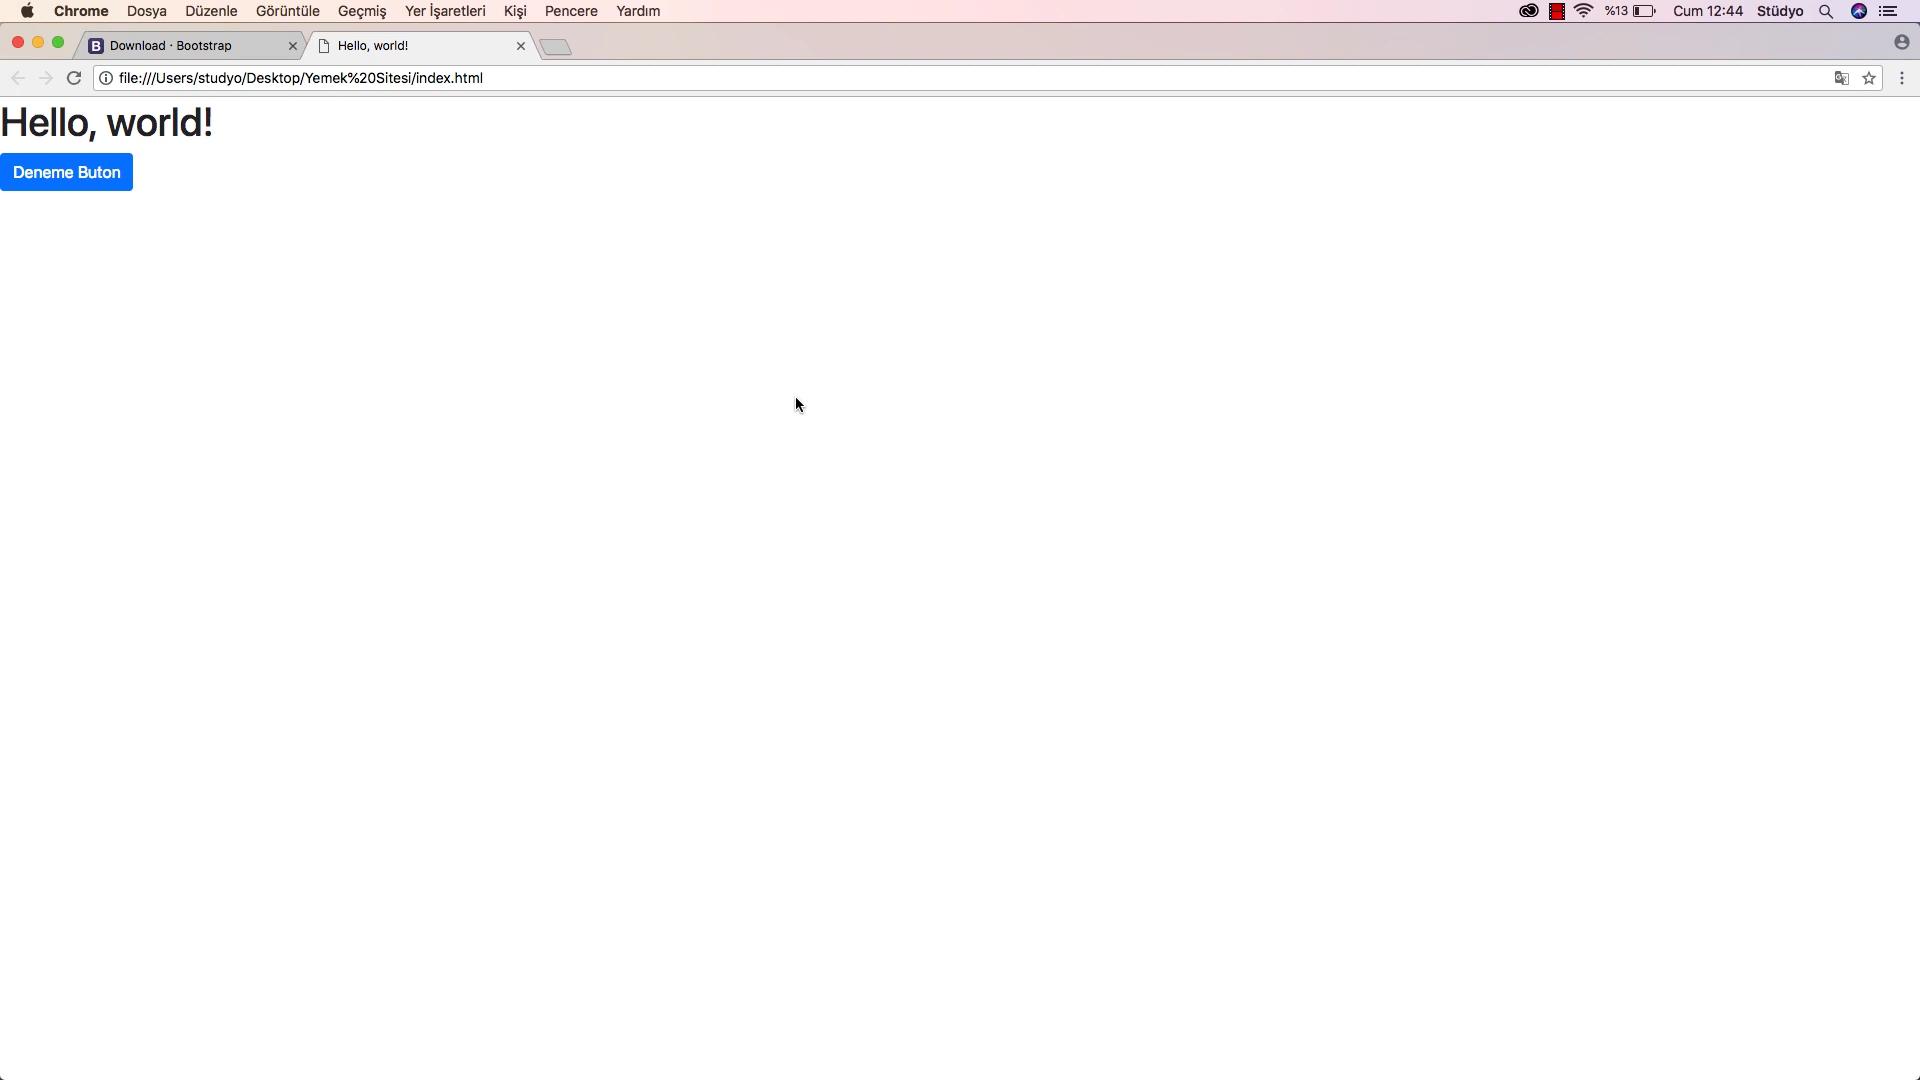 Chrome Dosya Düzenle Görüntüle Geçmiş Yer İşaretleri Kişi Pencere Yardım %13 Cum 12:44 Stüdyo
Download · Bootstrap Hello, world!
file:///Users/studyo/Desktop/Yemek%20Sitesi/index.html
Hello, world!
Deneme Buton